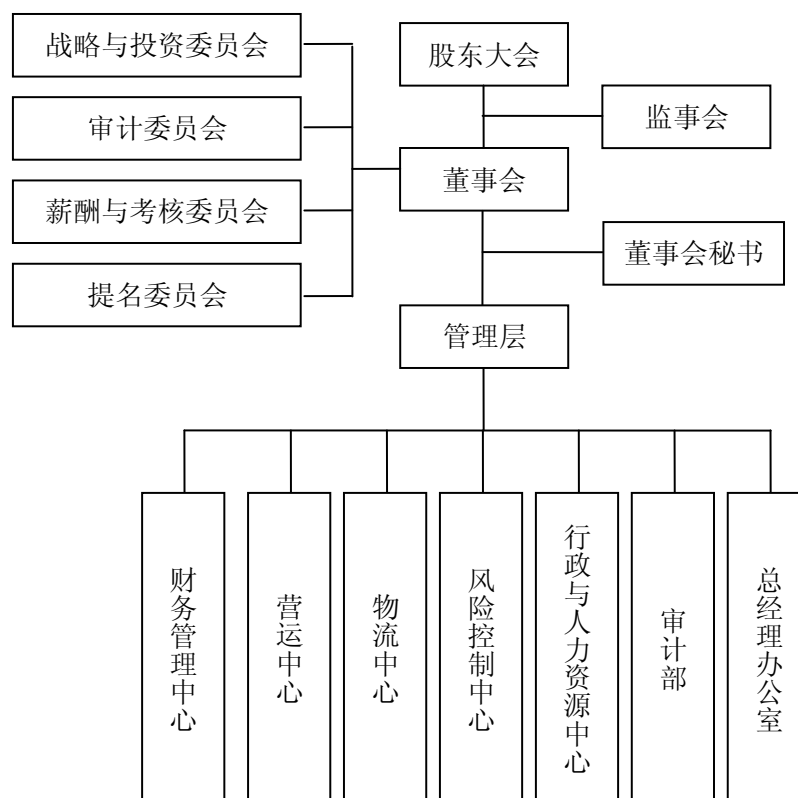 战略与投资委员会
股东大会
审计委员会
监事会
董事会
薪酬与考核委员会
董事会秘书
提名委员会
管理层
财务管理中心
营运中心
物流中心
风险控制中心
行政与人力资源中心
审计部
总经理办公室